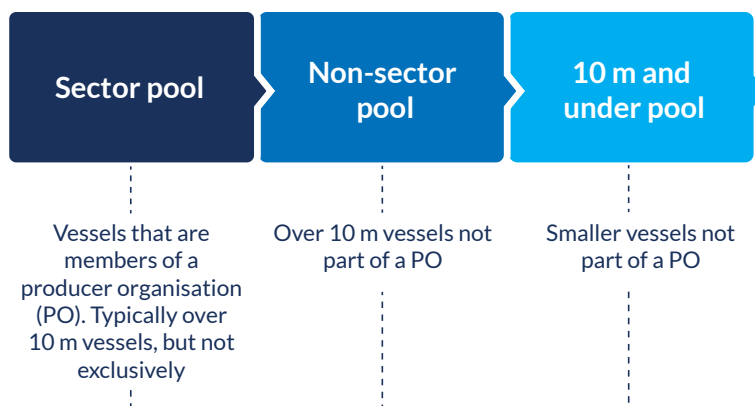 Sector pool
Non-sector
pool
10 m and
under pool
Vessels that are
members of a
producer organisation
(PO). Typically over
10 m vessels, but not
exclusively
Over 10 m vessels not
part of a PO
Smaller vessels not
part of a PO